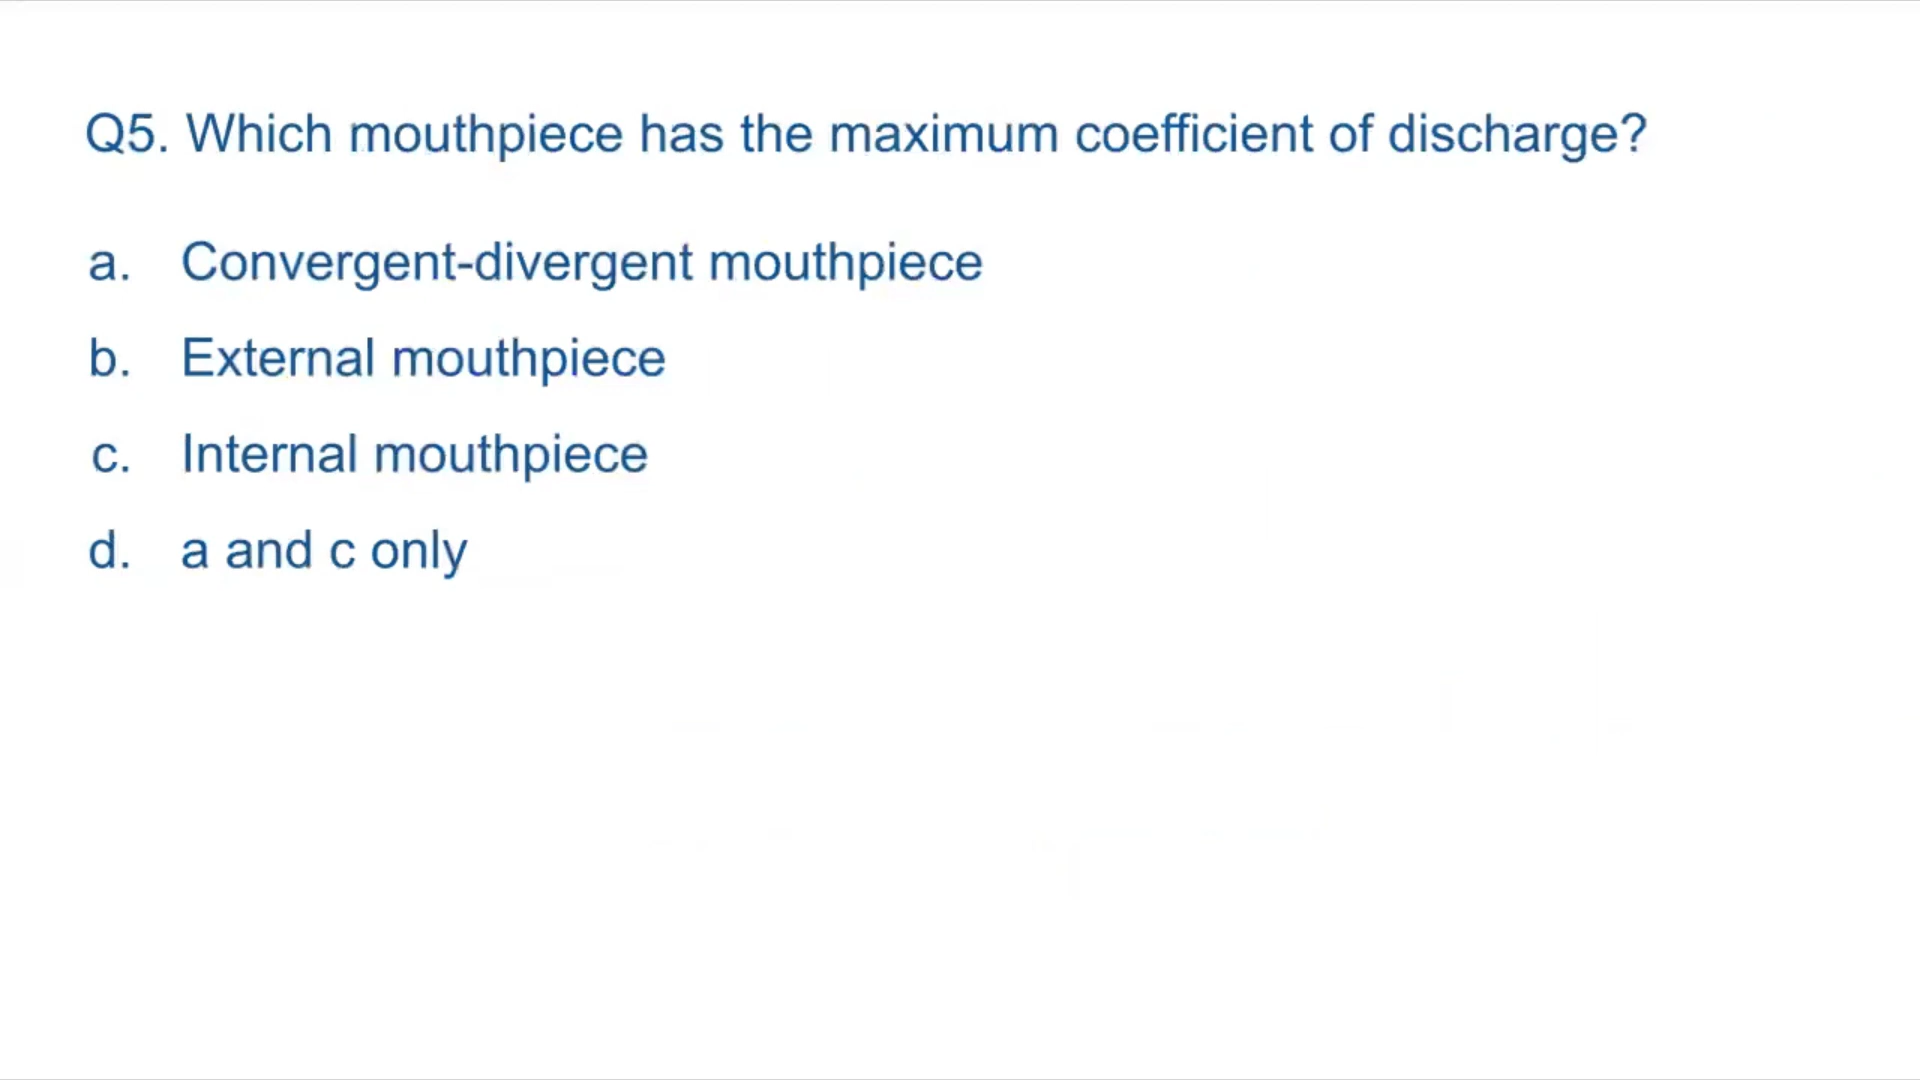 Q5. Which mouthpiece has the maximum coefficient of discharge?
a. Convergent-divergent mouthpiece
b. External mouthpiece
c. Internal mouthpiece
d. a and c only